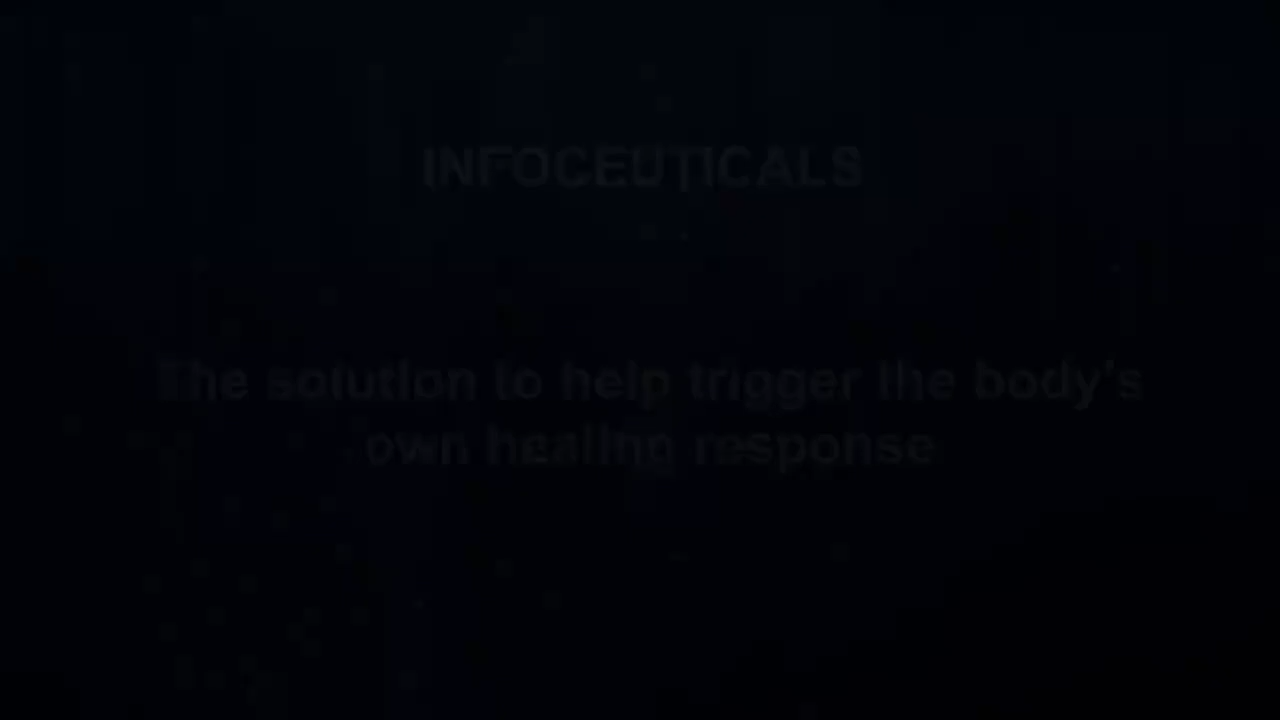 INFOCEUTICALS
The solution to help trigger the body's
own healing response